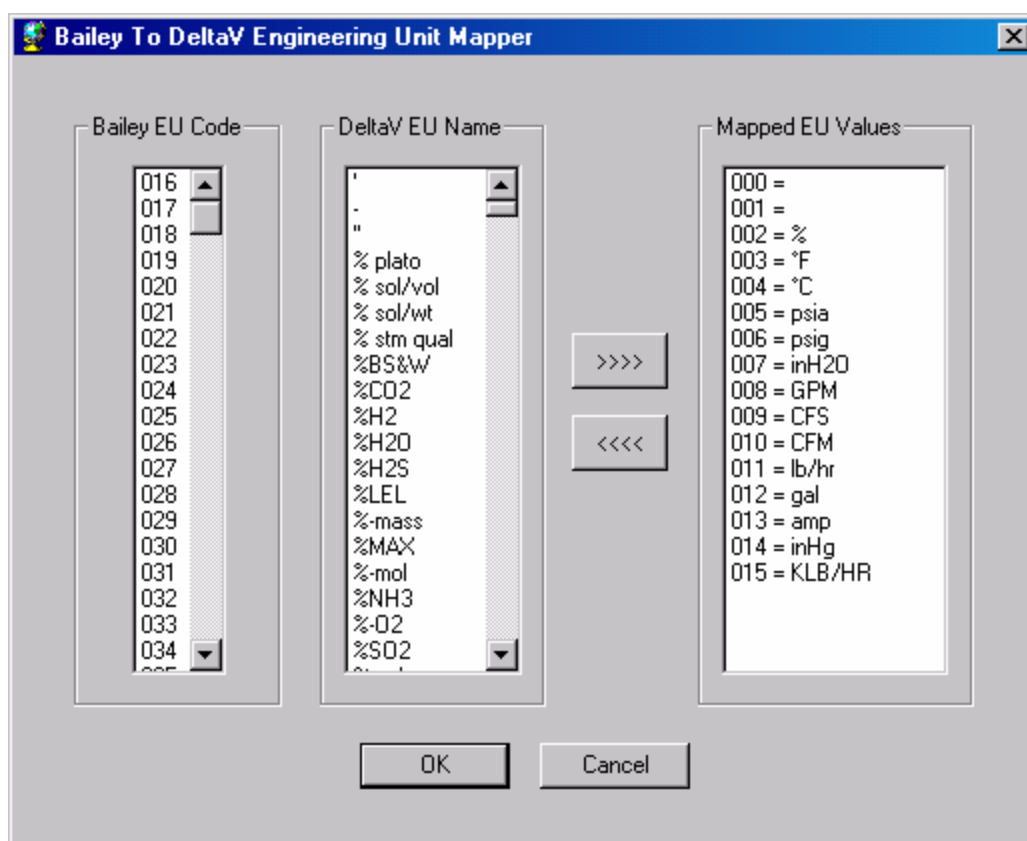 Bailey To DeltaV Engineering Unit Mapper
Bailey EU Code
016
017
018
019
020
021
022
023
024
025
026
027
028
029
030
031
032
033
034
DeltaV EU Name
'
-
"
% plato
% sol/vol
% sol/wt
% stm qual
%BS&W
%CO2
%H2
%H2O
%H2S
%LEL
%-mass
%MAX
%-mol
%NH3
%-O2
%SO2
>>>>
<<<<
Mapped EU Values
000 =
001 =
002 = %
003 = °F
004 = °C
005 = psia
006 = psig
007 = inH2O
008 = GPM
009 = CFS
010 = CFM
011 = lb/hr
012 = gal
013 = amp
014 = inHg
015 = KLB/HR
OK
Cancel